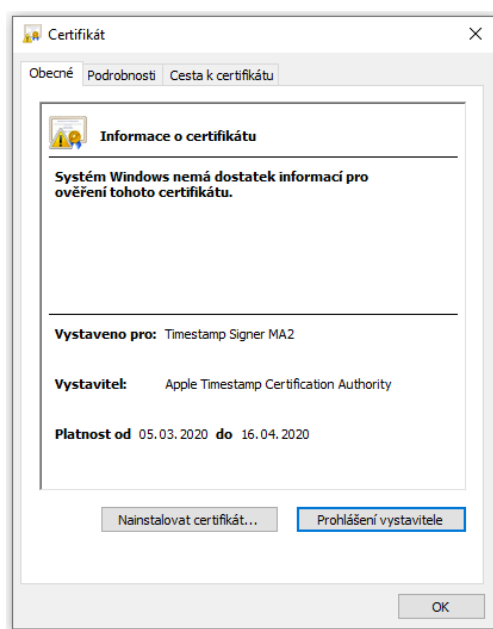 Certifikát
Obecné Podrobnosti Cesta k certifikátu
Informace o certifikátu
Systém Windows nemá dostatek informací pro
ověření tohoto certifikátu.
Vystaveno pro: Timestamp Signer MA2
Vystavitel: Apple Timestamp Certification Authority
Platnost od 05.03.2020 do 16.04.2020
Nainstalovat certifikát... Prohlášení vystavitele
OK